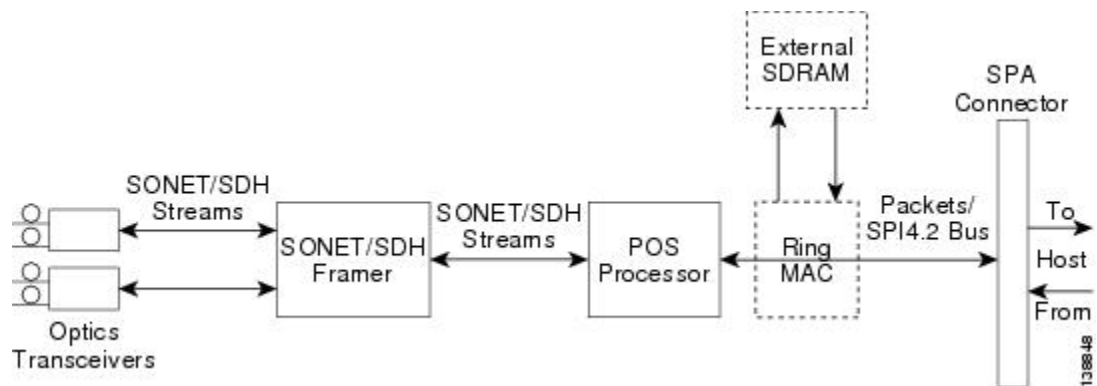 External
SDRAM
SPA
Connector
SONET/SDH
Streams
SONET/SDH
Framer
SONET/SDH
Streams
POS
Processor
Ring
MAC
Packets/
SPI4.2 Bus
To
Host
From
Optics
Transceivers
138848